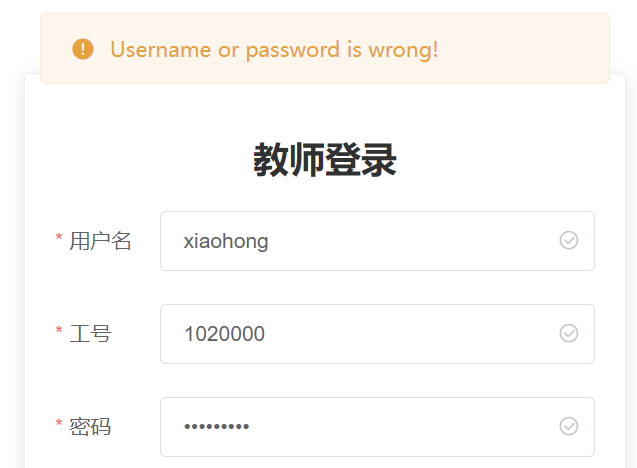 Username or password is wrong!
教师登录
* 用户名 xiaohong
* 工号 1020000
* 密码 •••••••••